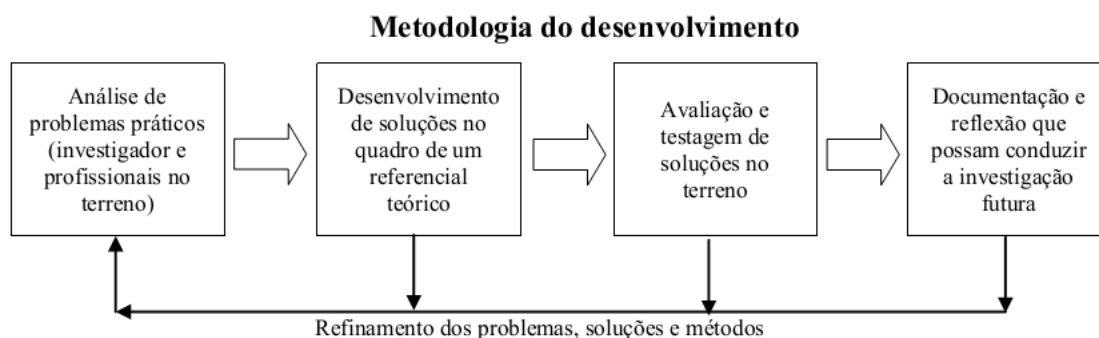 Metodologia do desenvolvimento
Análise de
problemas práticos
(investigador e
profissionais no
terreno)
Desenvolvimento
de soluções no
quadro de um
referencial
teórico
Avaliação e
testagem de
soluções no
terreno
Documentação e
reflexão que
possam conduzir
a investigação
futura
Refinamento dos problemas, soluções e métodos